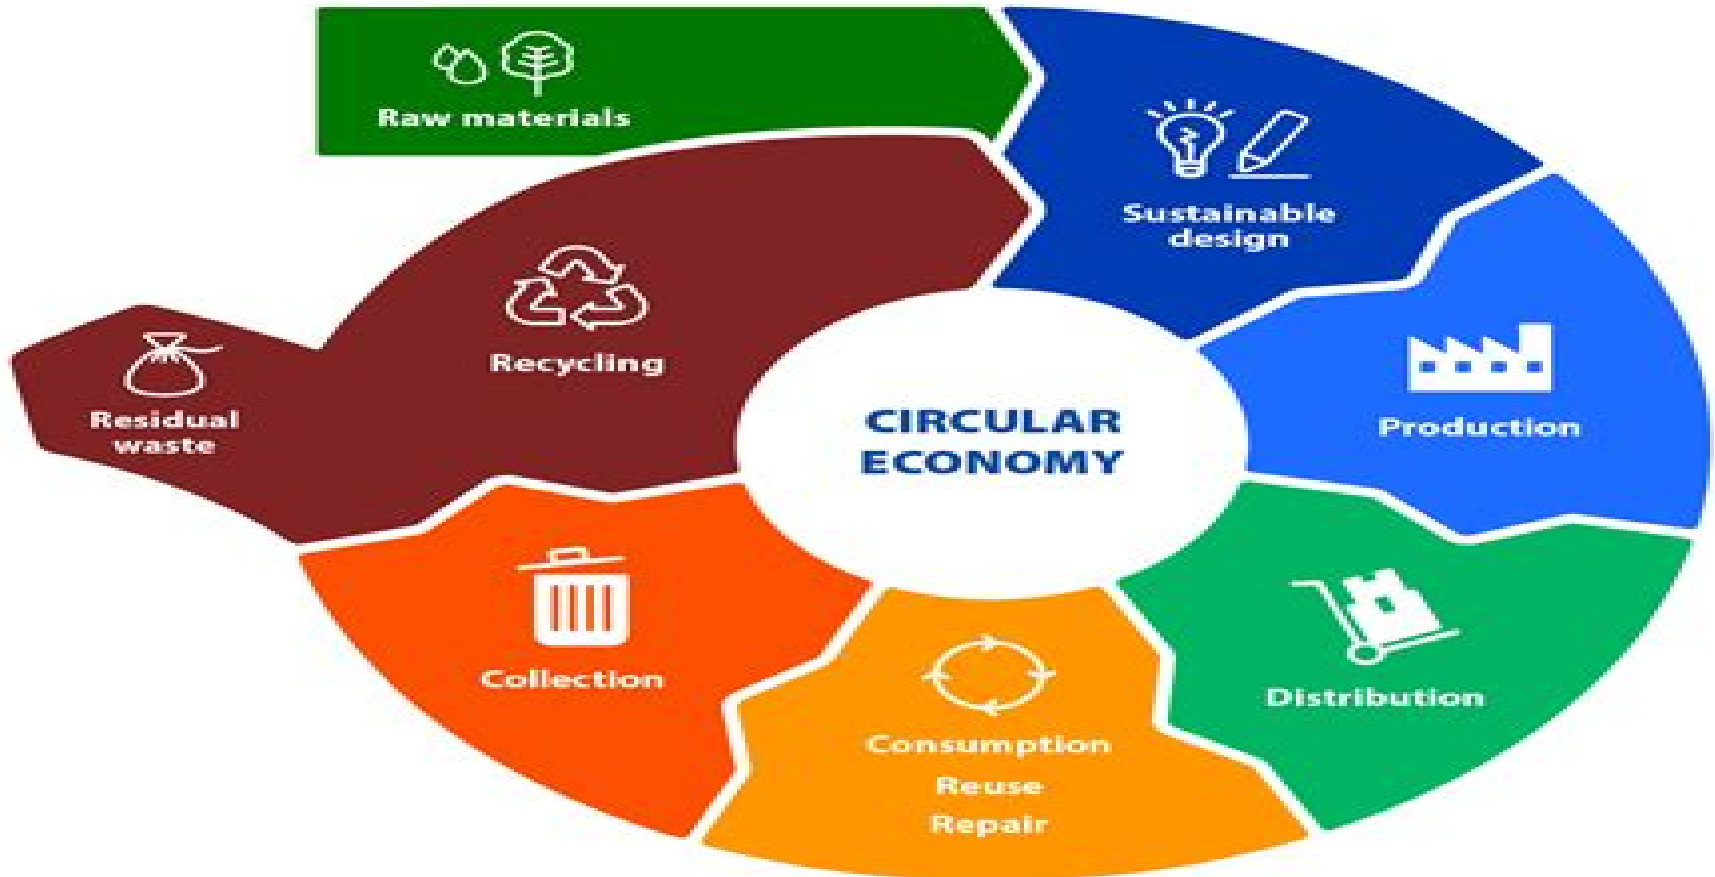 Raw materials
Sustainable
design
Production
Distribution
Consumption
Reuse
Repair
Collection
Recycling
Residual
waste
CIRCULAR
ECONOMY